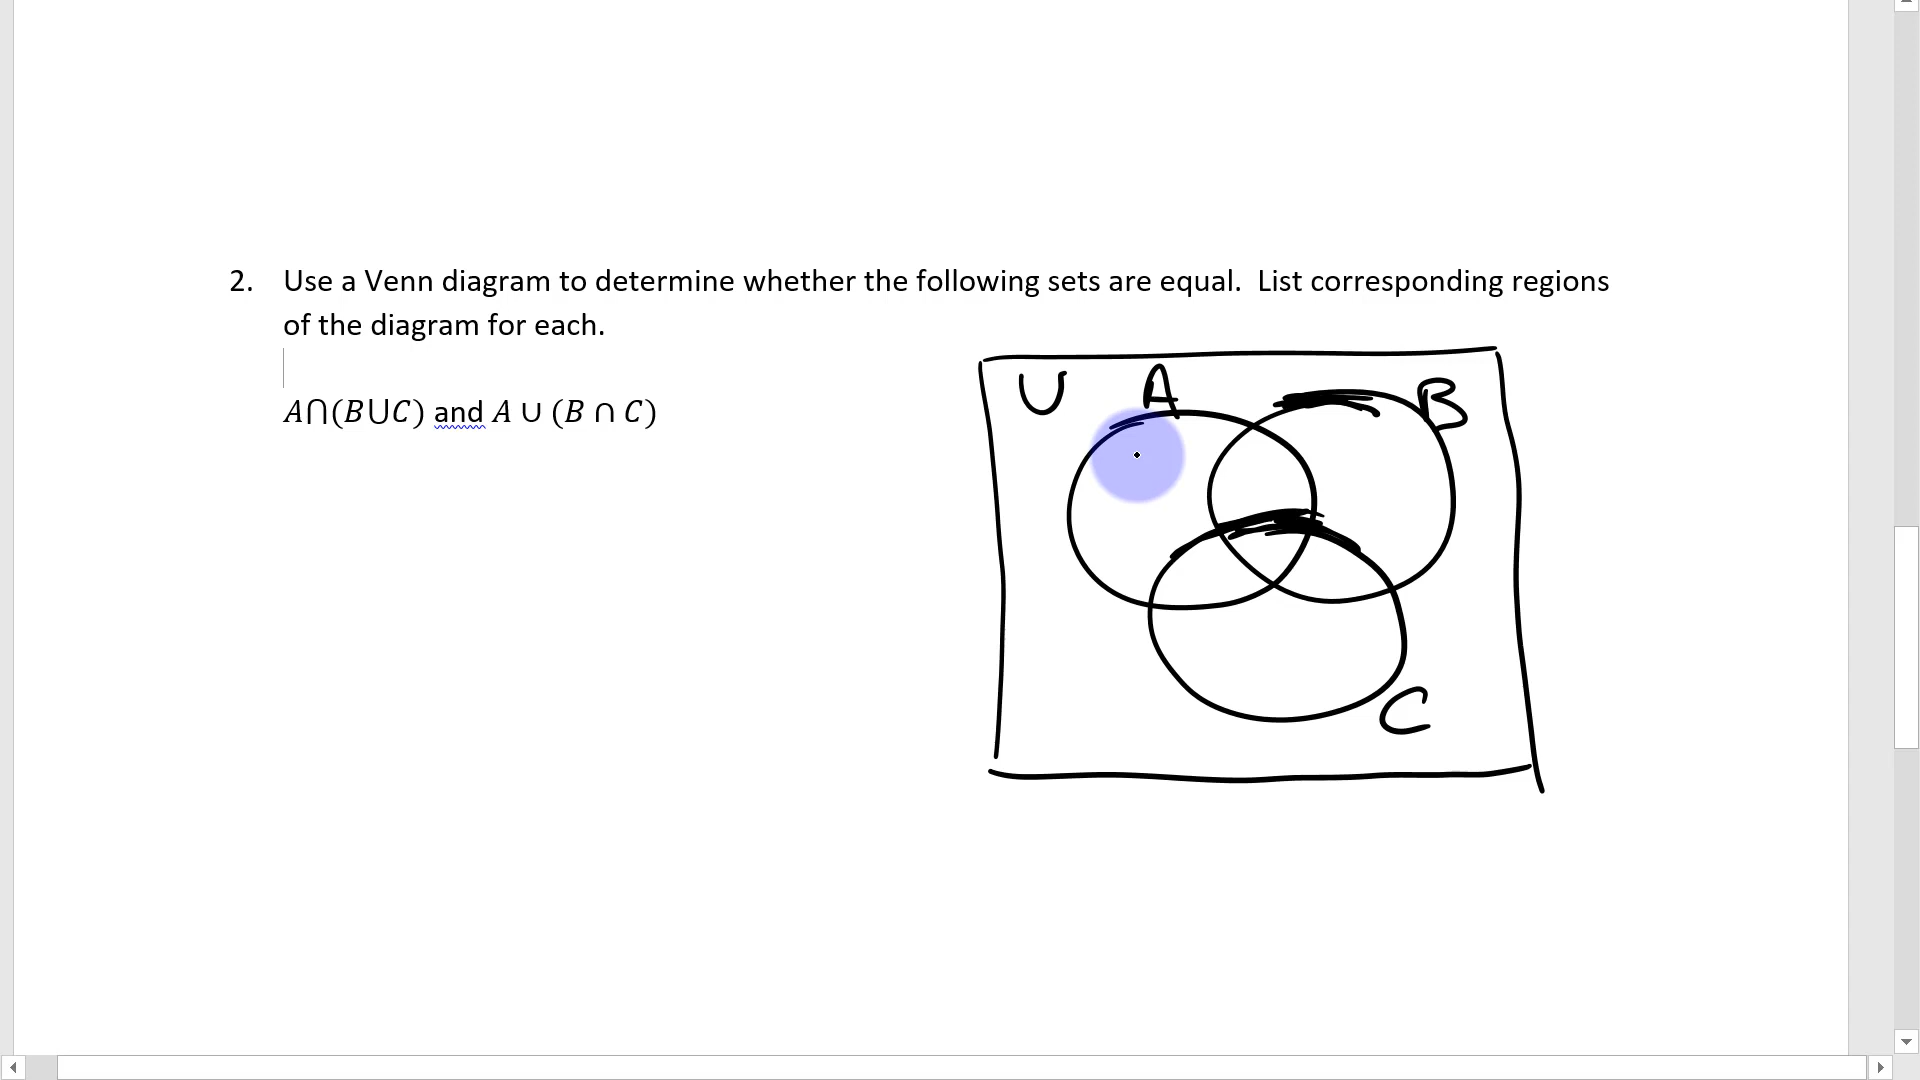 2. Use a Venn diagram to determine whether the following sets are equal. List corresponding regions
of the diagram for each.
A∩(B∪C) and A ∪ (B ∩ C)
U A B
C